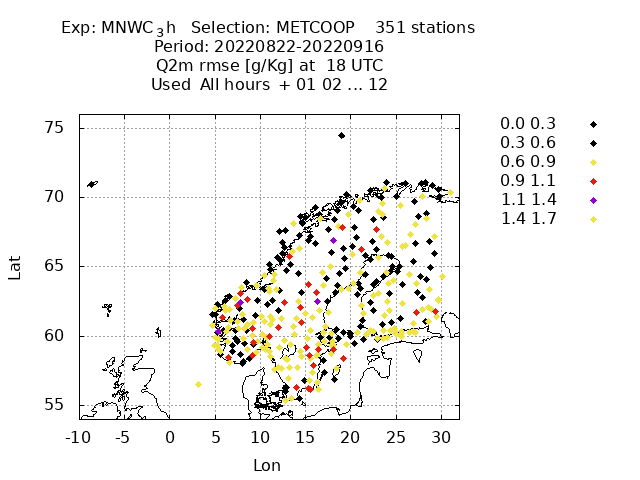 Exp: MNWC_3h Selection: METCOOP 351 stations
Period: 20220822-20220916
Q2m rmse [g/Kg] at 18 UTC
Used All hours + 01 02 ... 12
75
70
65
60
55
Lat
-10 -5 0 5 10 15 20 25 30
Lon
0.0 0.3
0.3 0.6
0.6 0.9
0.9 1.1
1.1 1.4
1.4 1.7